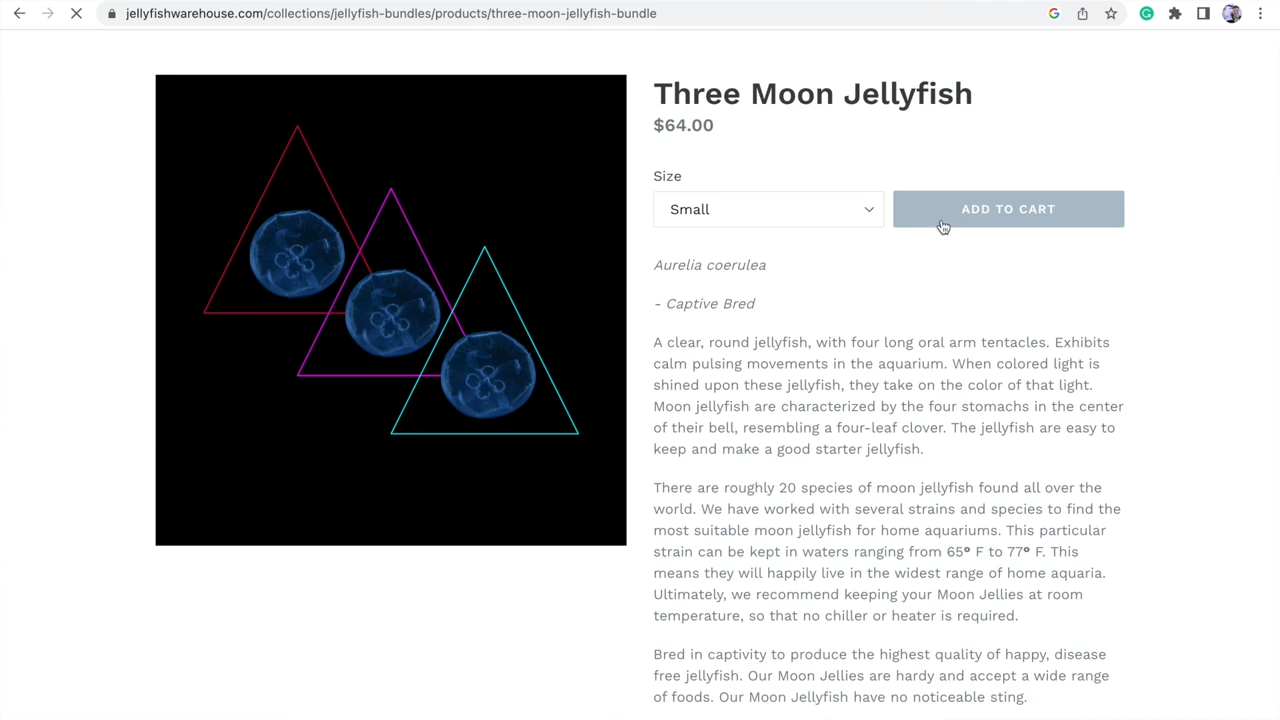 jellyfishwarehouse.com/collections/jellyfish-bundles/products/three-moon-jellyfish-bundle
Three Moon Jellyfish
$64.00
Size
Small
ADD TO CART
Aurelia coerulea
- Captive Bred
A clear, round jellyfish, with four long oral arm tentacles. Exhibits
calm pulsing movements in the aquarium. When colored light is
shined upon these jellyfish, they take on the color of that light.
Moon jellyfish are characterized by the four stomachs in the center
of their bell, resembling a four-leaf clover. The jellyfish are easy to
keep and make a good starter jellyfish.
There are roughly 20 species of moon jellyfish found all over the
world. We have worked with several strains and species to find the
most suitable moon jellyfish for home aquariums. This particular
strain can be kept in waters ranging from 65° F to 77° F. This
means they will happily live in the widest range of home aquaria.
Ultimately, we recommend keeping your Moon Jellies at room
temperature, so that no chiller or heater is required.
Bred in captivity to produce the highest quality of happy, disease
free jellyfish. Our Moon Jellies are hardy and accept a wide range
of foods. Our Moon Jellyfish have no noticeable sting.